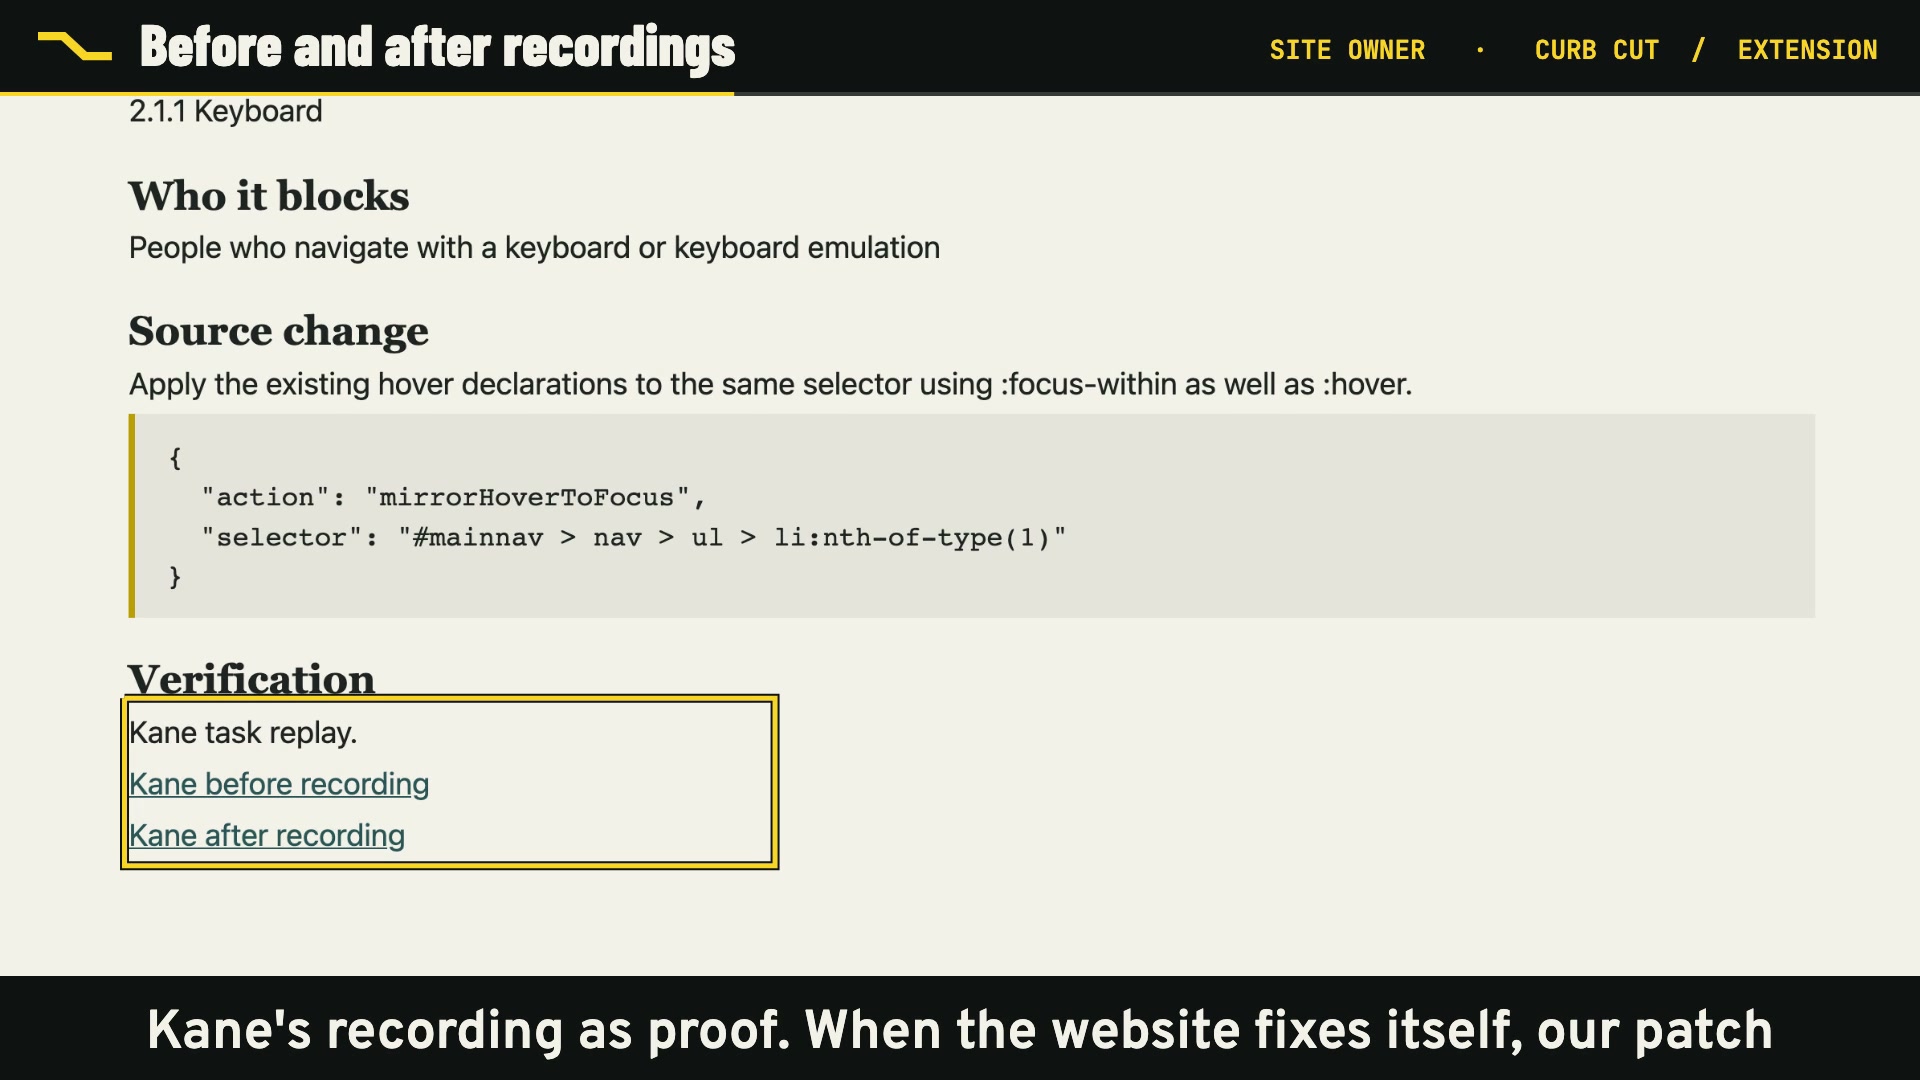 Before and after recordings
SITE OWNER · CURB CUT / EXTENSION
2.1.1 Keyboard
Who it blocks
People who navigate with a keyboard or keyboard emulation
Source change
Apply the existing hover declarations to the same selector using :focus-within as well as :hover.
{
"action": "mirrorHoverToFocus",
"selector": "#mainnav > nav > ul > li:nth-of-type(1)"
}
Verification
Kane task replay.
Kane before recording
Kane after recording
Kane's recording as proof. When the website fixes itself, our patch